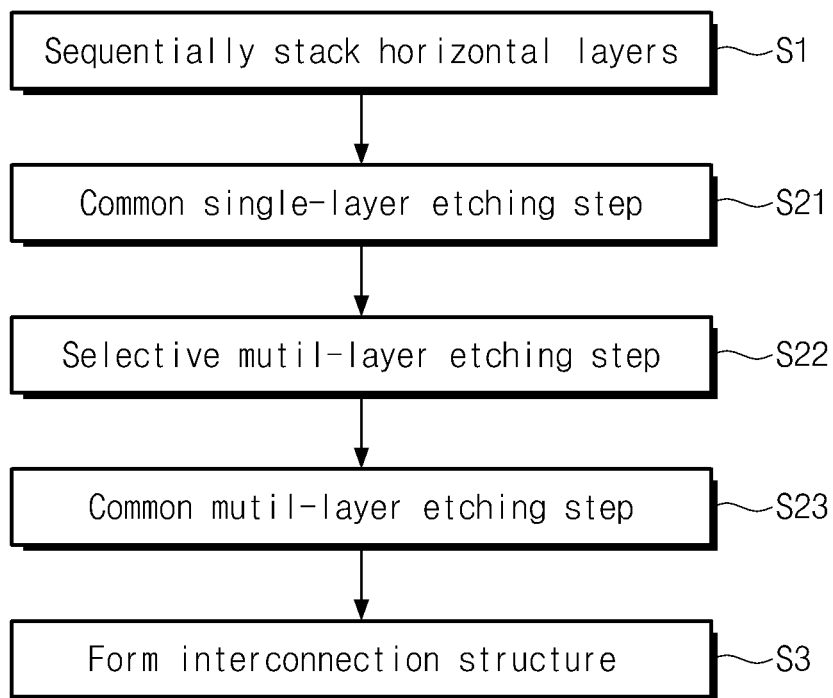 Sequentially stack horizontal layers S1
Common single-layer etching step S21
Selective mutil-layer etching step S22
Common mutil-layer etching step S23
Form interconnection structure S3